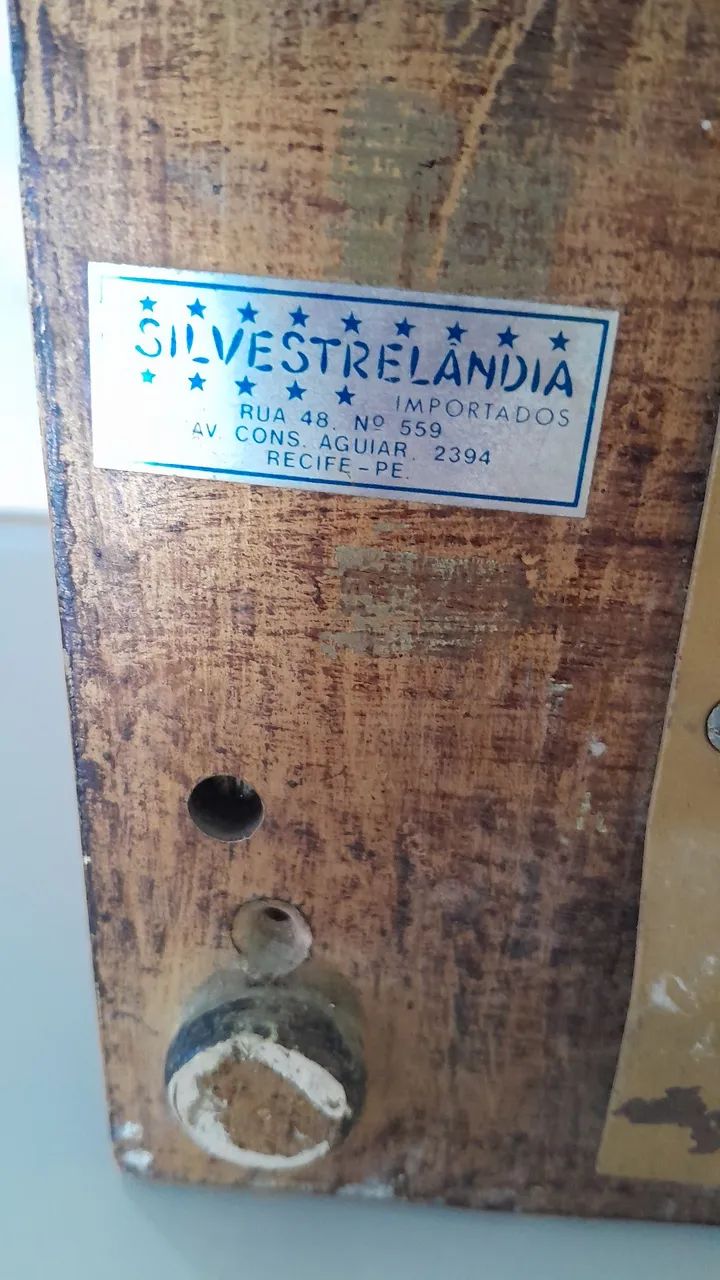 SILVESTRELÂNDIA
IMPORTADOS
RUA 48. Nº 559
AV. CONS. AGUIAR. 2394
RECIFE-PE.